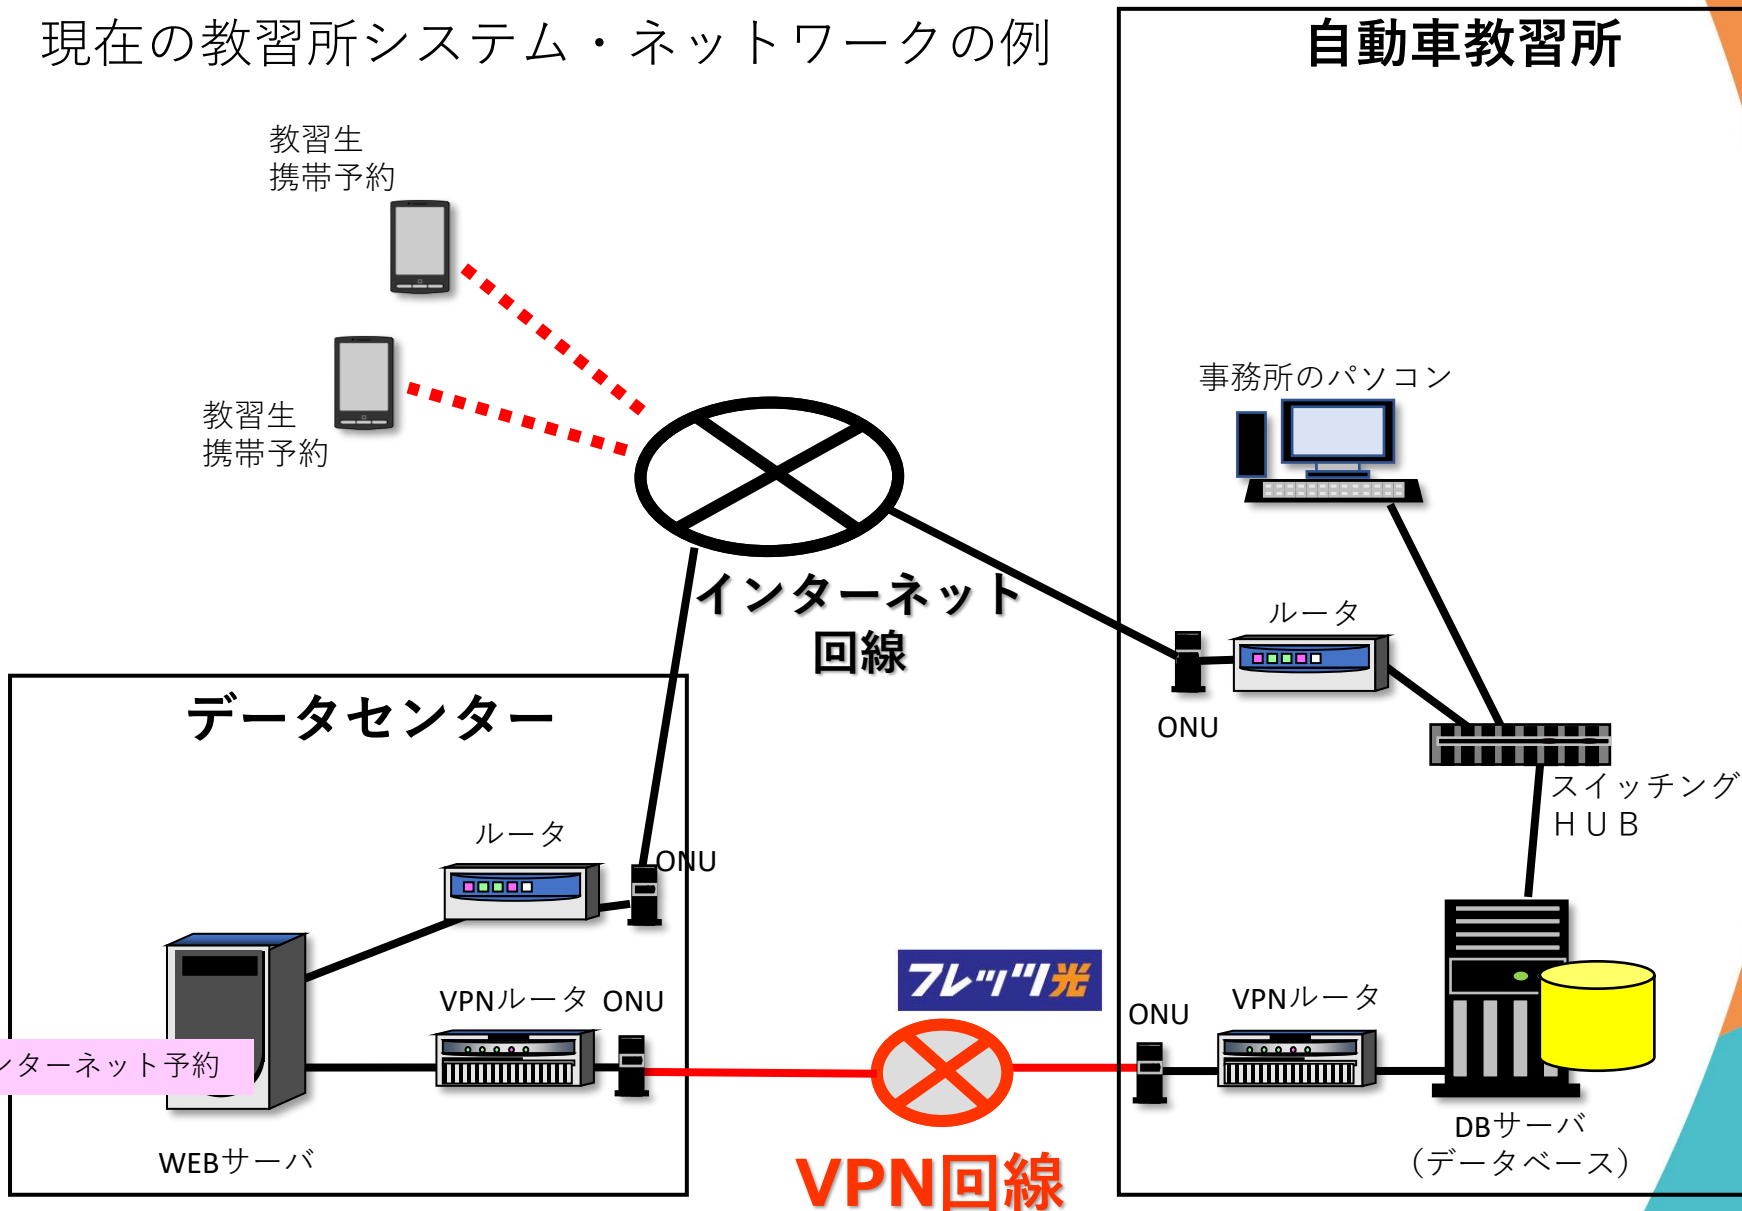 現在の教習所システム・ネットワークの例
自動車教習所
教習生
携帯予約
教習生
携帯予約
事務所のパソコン
インターネット
回線
ルータ
ONU
スイッチング
ＨＵＢ
データセンター
ルータ
ONU
フレッツ光
VPNルータ
ONU
ONU
VPNルータ
ンターネット予約
WEBサーバ
VPN回線
DBサーバ
（データベース）